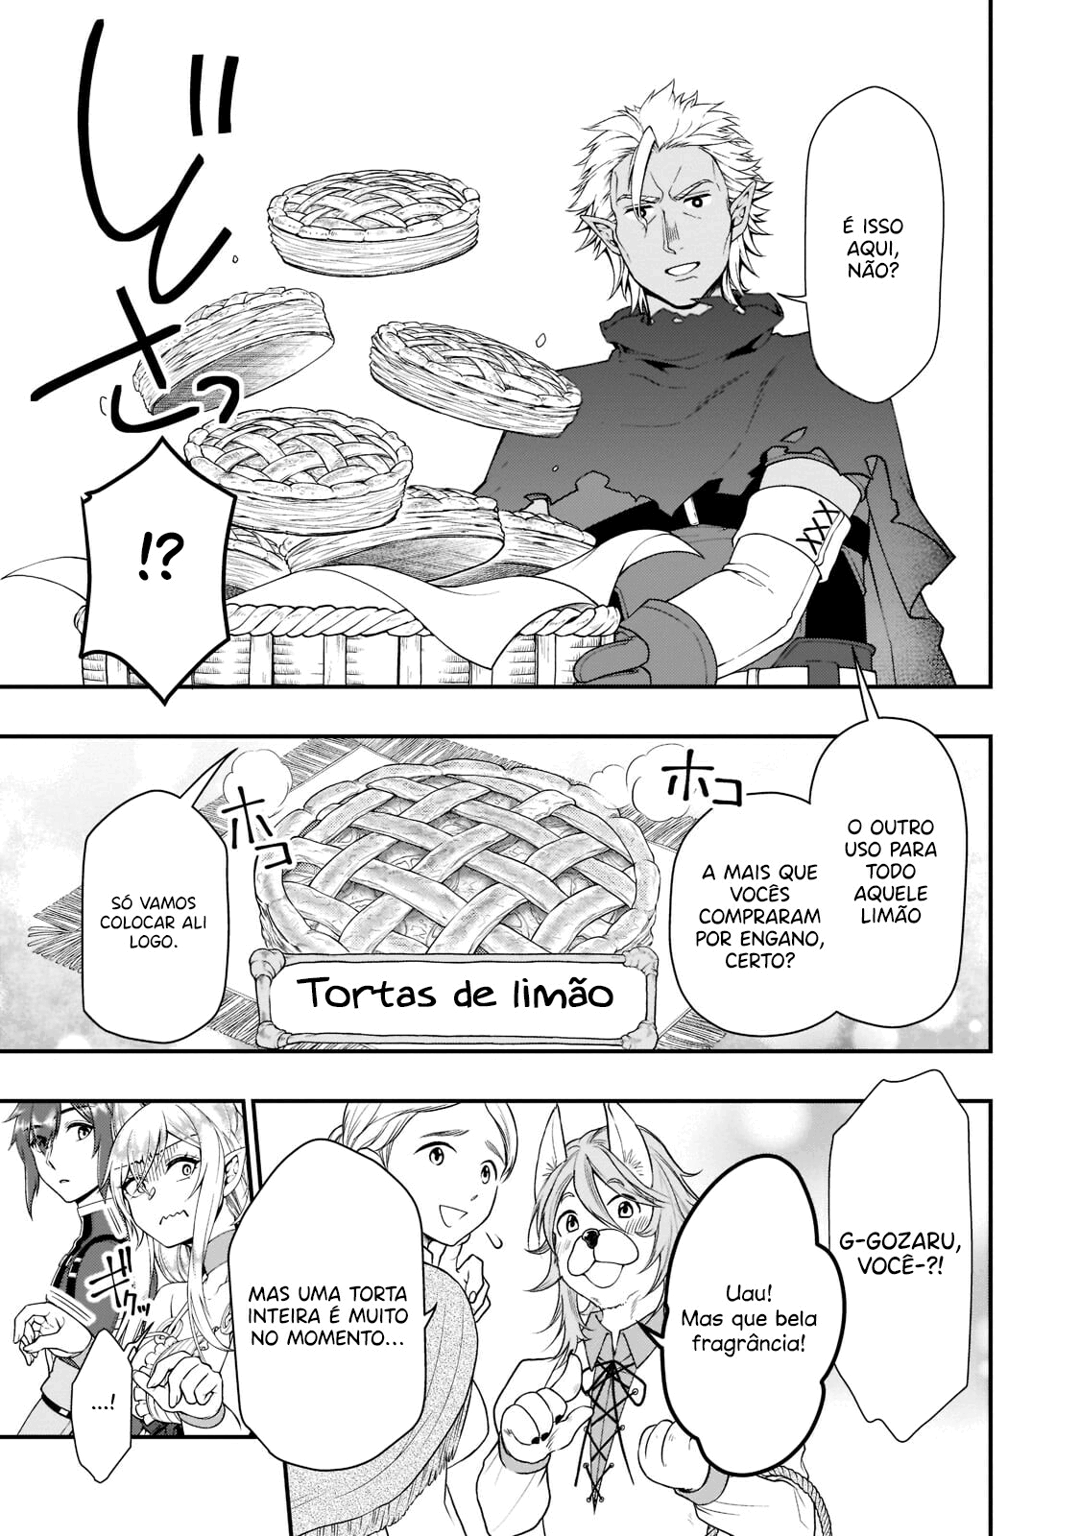 どさっ
É ISSO
AQUI,
NÃO?
!?
O OUTRO
USO PARA
TODO
AQUELE
LIMÃO
A MAIS QUE
VOCÊS
COMPRARAM
POR ENGANO,
CERTO?
ホコ
ホコ
Tortas de limão
SÓ VAMOS
COLOCAR ALI
LOGO.
G-GOZARU,
VOCÊ-?!
Uau!
Mas que bela
fragrância!
MAS UMA TORTA
INTEIRA É MUITO
NO MOMENTO...
ギクッ
...!